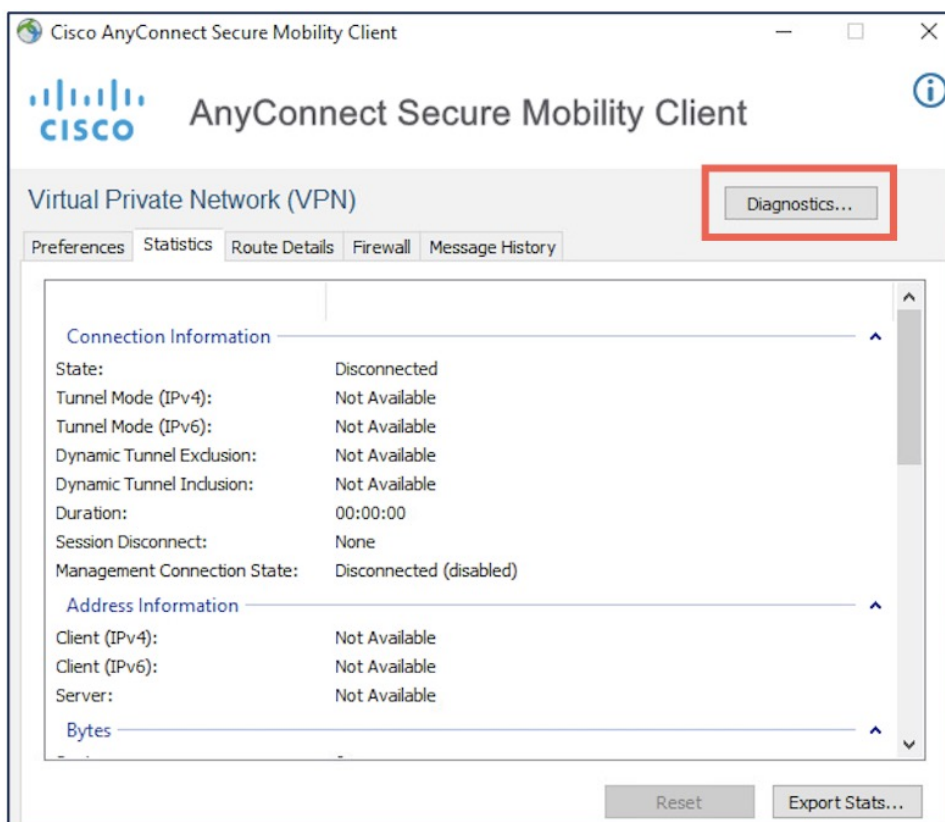 Cisco AnyConnect Secure Mobility Client
CISCO
AnyConnect Secure Mobility Client
Virtual Private Network (VPN)
Diagnostics...
Preferences Statistics Route Details Firewall Message History
Connection Information
State: Disconnected
Tunnel Mode (IPv4): Not Available
Tunnel Mode (IPv6): Not Available
Dynamic Tunnel Exclusion: Not Available
Dynamic Tunnel Inclusion: Not Available
Duration: 00:00:00
Session Disconnect: None
Management Connection State: Disconnected (disabled)
Address Information
Client (IPv4): Not Available
Client (IPv6): Not Available
Server: Not Available
Bytes
Reset Export Stats...